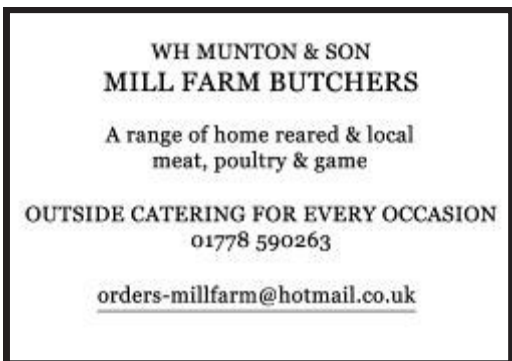 WH MUNTON & SON
MILL FARM BUTCHERS
A range of home reared & local
meat, poultry & game
OUTSIDE CATERING FOR EVERY OCCASION
01778 590263
orders-millfarm@hotmail.co.uk